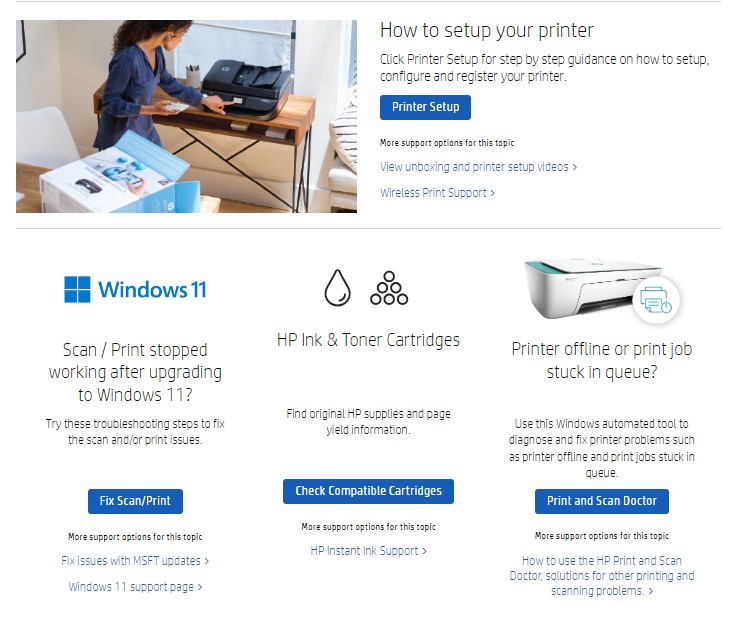 How to setup your printer
Click Printer Setup for step by step guidance on how to setup,
configure and register your printer.
Printer Setup
More support options for this topic
View unboxing and printer setup videos >
Wireless Print Support >
Windows 11
Scan / Print stopped
working after upgrading
to Windows 11?
Try these troubleshooting steps to fix
the scan and/or print issues.
Fix Scan/Print
More support options for this topic
Fix issues with MSFT updates >
Windows 11 support page >
HP Ink & Toner Cartridges
Find original HP supplies and page
yield information.
Check Compatible Cartridges
More support options for this topic
HP Instant Ink Support >
Printer offline or print job
stuck in queue?
Use this Windows automated tool to
diagnose and fix printer problems such
as printer offline and print jobs stuck in
queue.
Print and Scan Doctor
More support options for this topic
How to use the HP Print and Scan
Doctor, solutions for other printing and
scanning problems. >